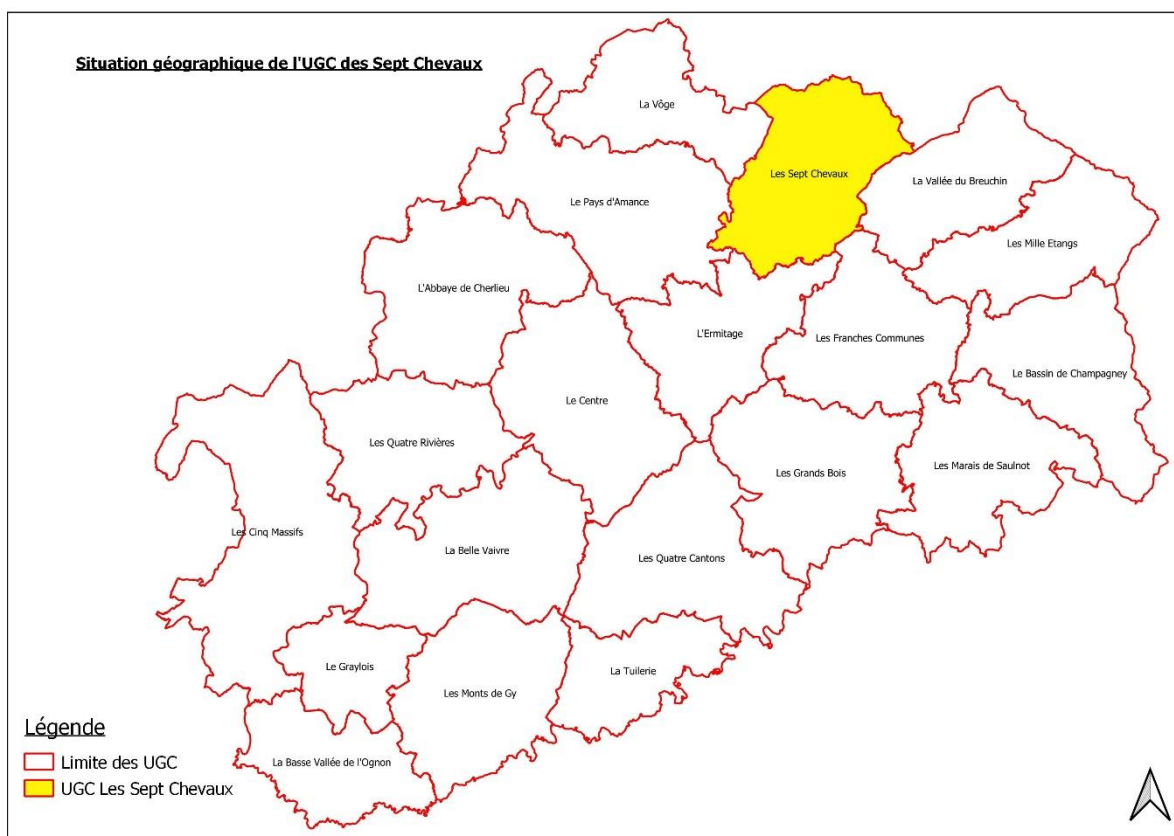 Situation géographique de l'UGC des Sept Chevaux
La Vôge
Les Sept Chevaux
La Vallée du Breuchin
Le Pays d'Amance
Les Mille Etangs
L'Abbaye de Cherlieu
L'Ermitage
Les Franches Communes
Le Bassin de Champagney
Le Centre
Les Quatre Rivières
Les Grands Bois
Les Marais de Saulnot
Les Cinq Massifs
La Belle Vaivre
Les Quatre Cantons
Le Graylois
La Tuilerie
Les Monts de Gy
La Basse Vallée de l'Ognon
Légende
Limite des UGC
UGC Les Sept Chevaux